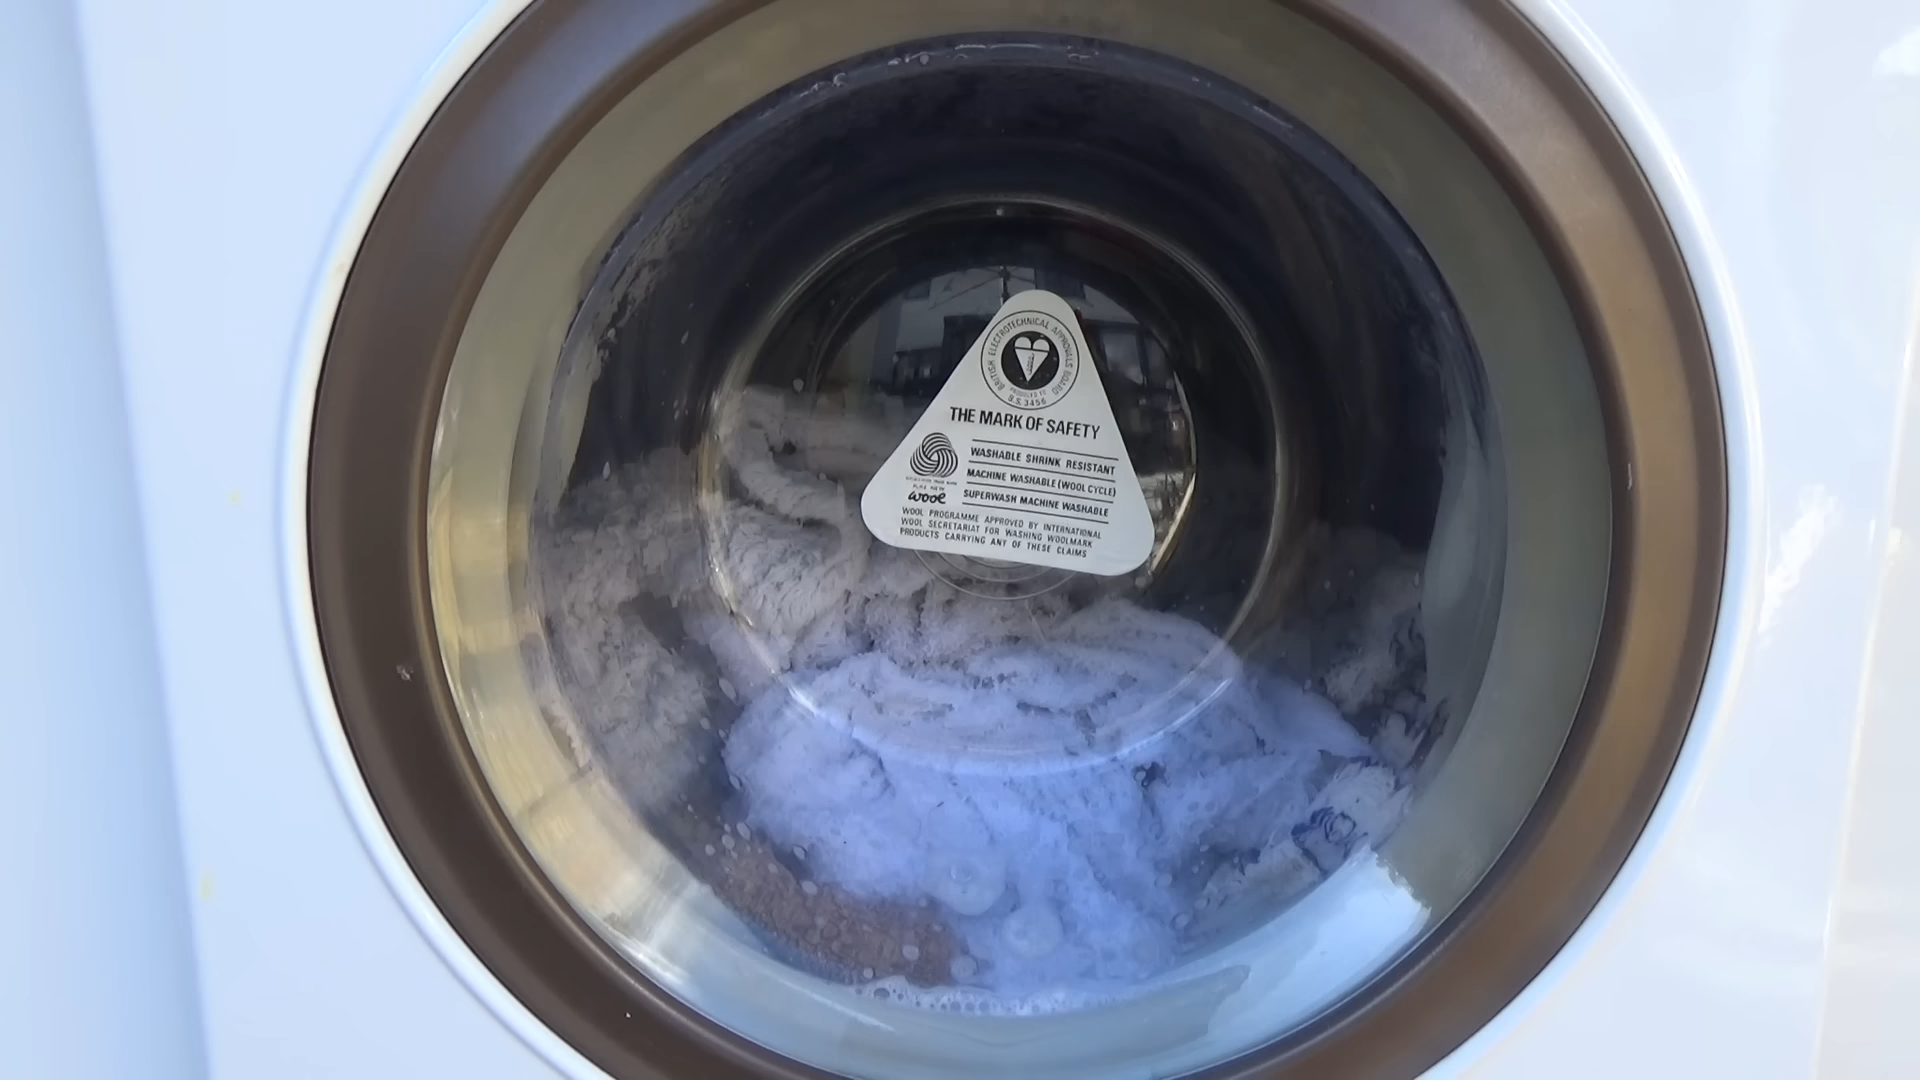 BRITISH ELECTROTECHNICAL APPROVALS BOARD
B.S. 3456
THE MARK OF SAFETY
WASHABLE SHRINK RESISTANT
MACHINE WASHABLE (WOOL CYCLE)
SUPERWASH MACHINE WASHABLE
wool
WOOL PROGRAMME APPROVED BY INTERNATIONAL
WOOL SECRETARIAT FOR WASHING WOOLMARK
PRODUCTS CARRYING ANY OF THESE CLAIMS